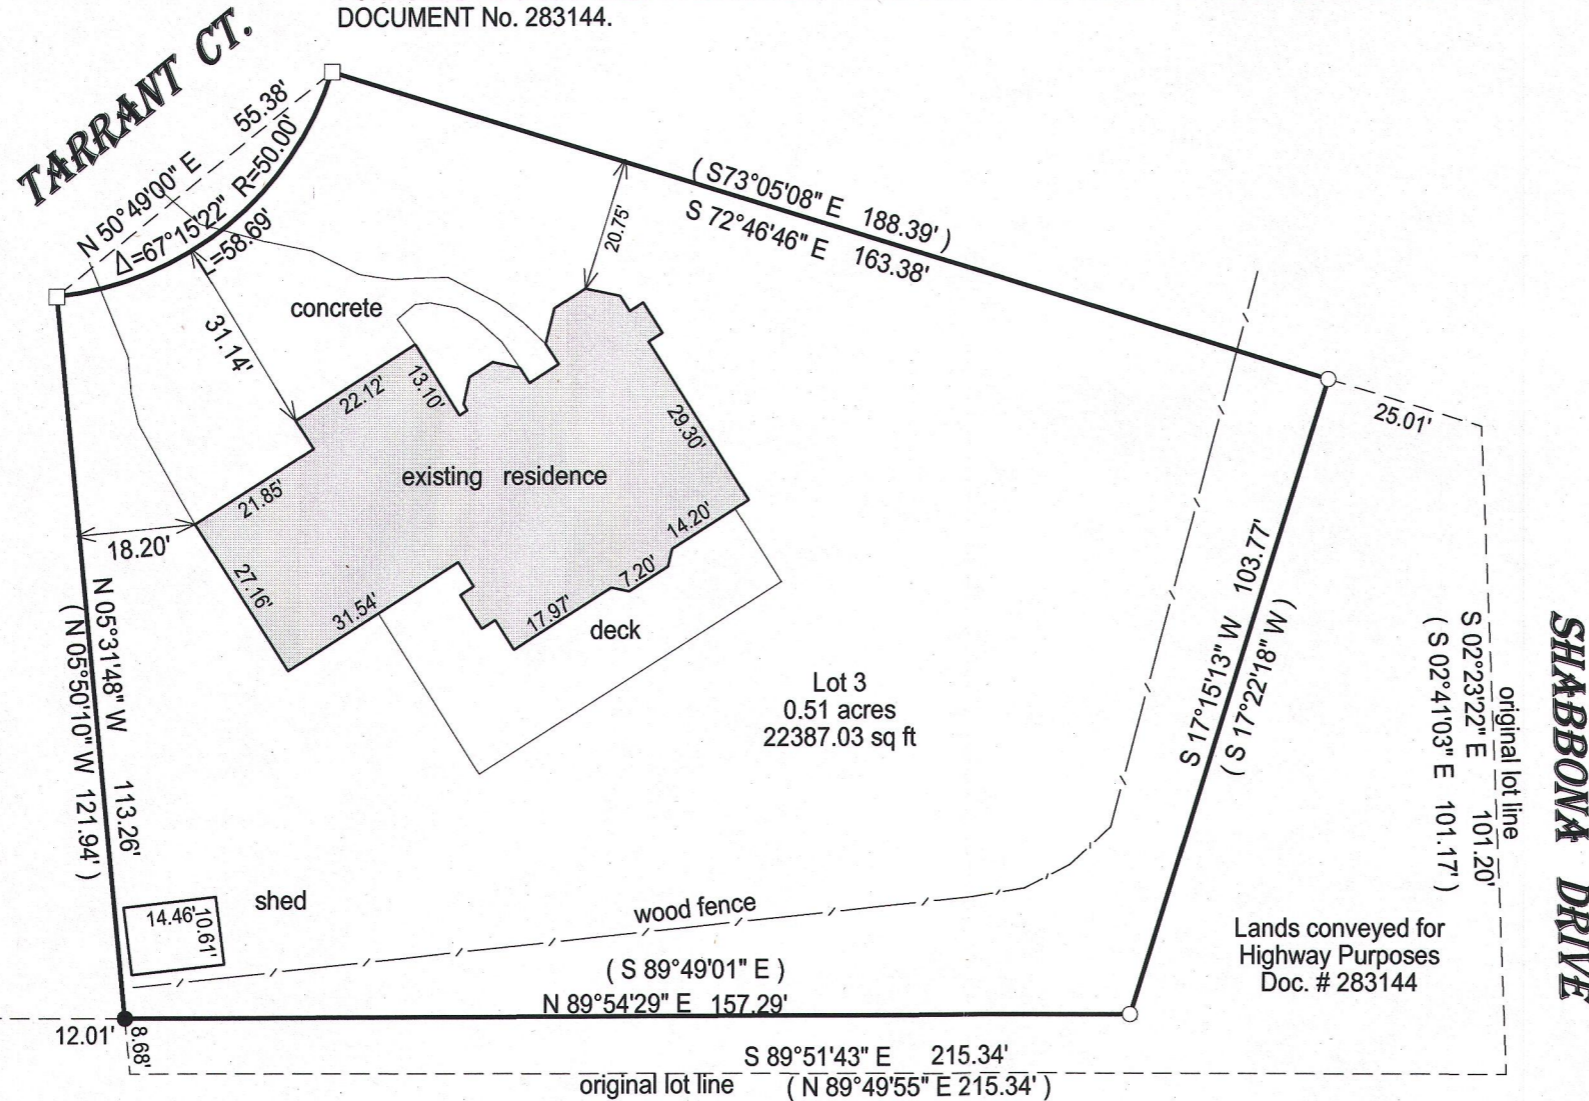 DOCUMENT No. 283144.
TARRANT CT.
55.38'
N 50°49'00" E
R=50.00'
Δ=67°15'22"
L=58.69'
( S73°05'08" E 188.39' )
S 72°46'46" E 163.38'
20.75'
concrete
31.14'
22.12'
13.10'
29.30'
25.01'
existing residence
21.85'
18.20'
14.20'
27.16'
7.20'
31.54'
17.97'
deck
N 05°31'48" W 113.26'
( N 05°50'10" W 121.94' )
Lot 3
0.51 acres
22387.03 sq ft
S 17°15'13" W 103.77'
( S 17°22'18" W )
original lot line
S 02°23'22" E 101.20'
( S 02°41'03" E 101.17' )
SHABBONA DRIVE
shed
14.46'
10.61'
wood fence
Lands conveyed for
Highway Purposes
Doc. # 283144
( S 89°49'01" E )
N 89°54'29" E 157.29'
12.01'
8.68'
S 89°51'43" E 215.34'
original lot line ( N 89°49'55" E 215.34' )